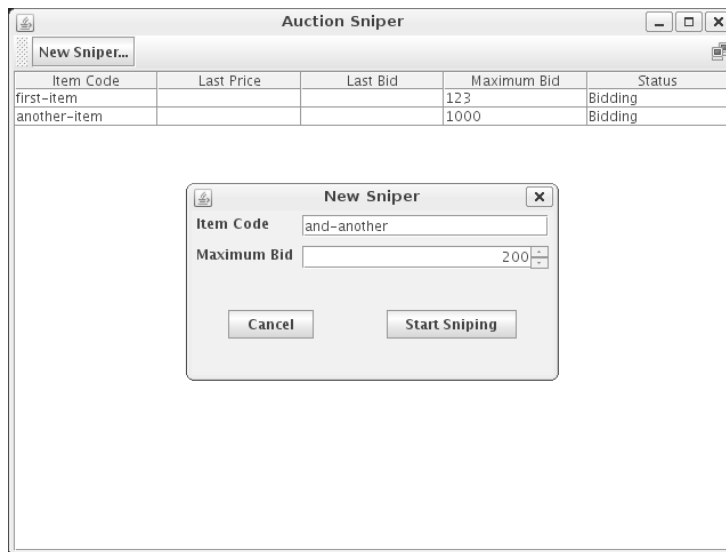 Auction Sniper
New Sniper...
Item Code Last Price Last Bid Maximum Bid Status
first-item 123 Bidding
another-item 1000 Bidding
New Sniper
Item Code and-another
Maximum Bid 200
Cancel Start Sniping